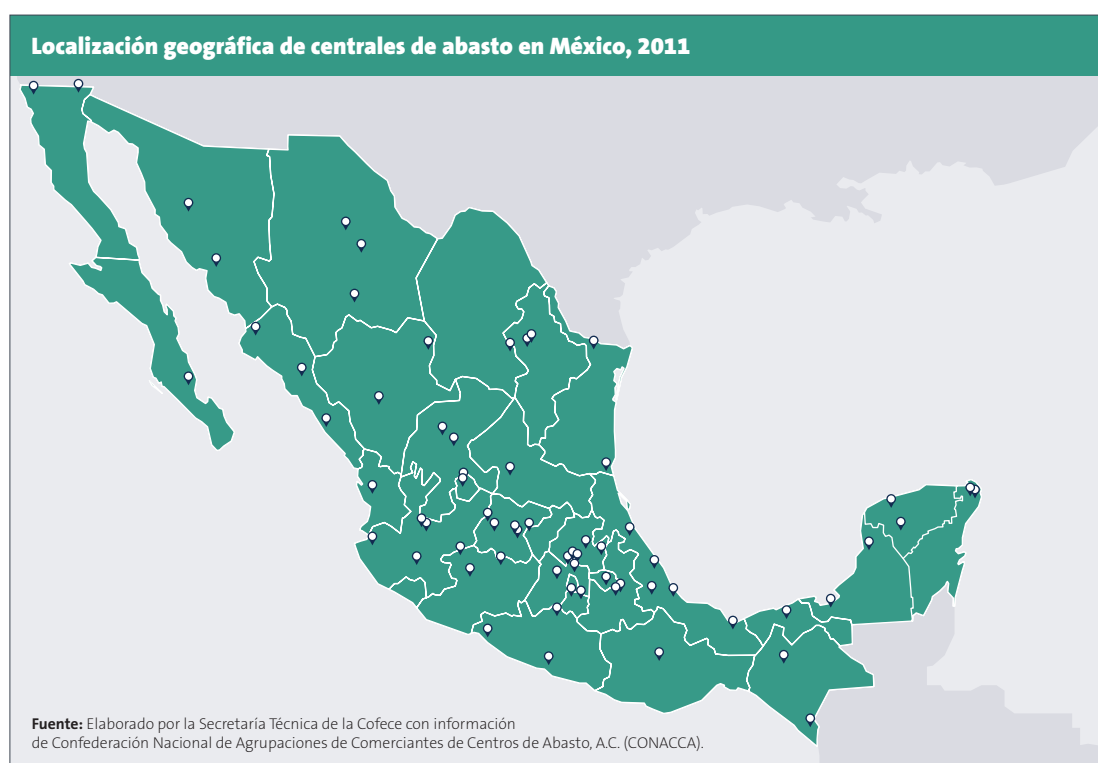 Localización geográfica de centrales de abasto en México, 2011
Fuente: Elaborado por la Secretaría Técnica de la Cofece con información
de Confederación Nacional de Agrupaciones de Comerciantes de Centros de Abasto, A.C. (CONACCA).